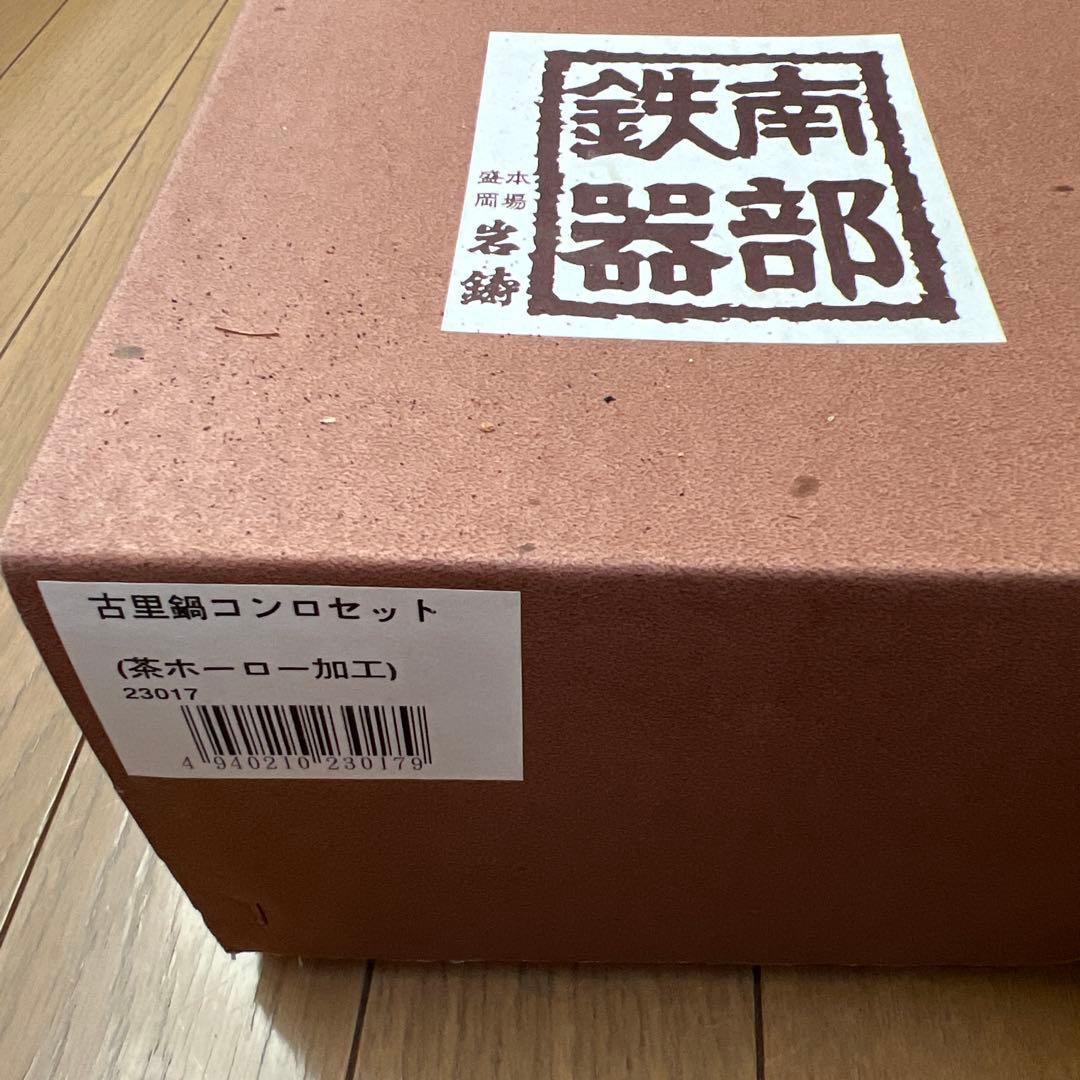 南部
鉄器
本場
盛岡
岩鋳
古里鍋コンロセット
(茶ホーロー加工)
23017
4 940210 230179